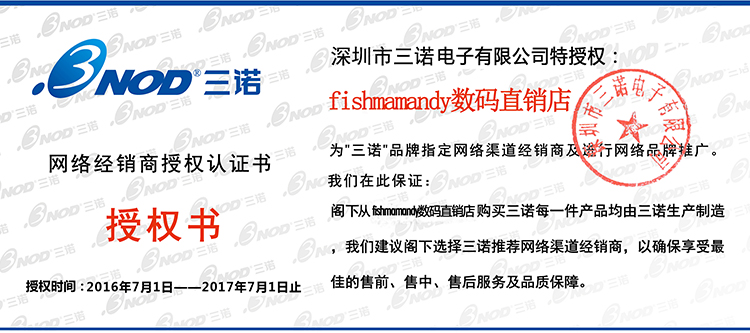 3NOD®三诺
网络经销商授权认证书
授权书
授权时间：2016年7月1日——2017年7月1日止
深圳市三诺电子有限公司特授权：
fishmamandy数码直销店
为"三诺"品牌指定网络渠道经销商及进行网络品牌推广。
我们在此保证：
阁下从fishmamandy数码直销店购买三诺每一件产品均由三诺生产制造
，我们建议阁下选择三诺推荐网络渠道经销商，以确保享受最
佳的售前、售中、售后服务及品质保障。
深圳市三诺电子有限公司